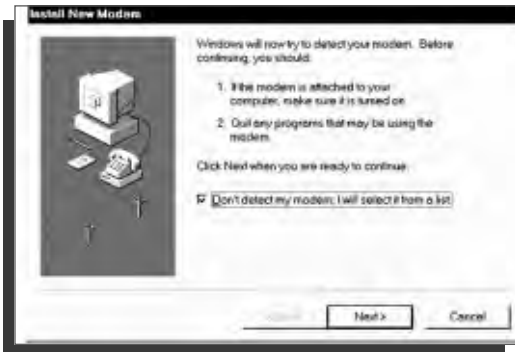 Install New Modem
Windows will now try to detect your modem. Before
continuing, you should:
1. If the modem is attached to your
computer, make sure it is turned on.
2. Quit any programs that may be using the
modem.
Click Next when you are ready to continue.
Don't detect my modem; I will select it from a list.
Next >
Cancel